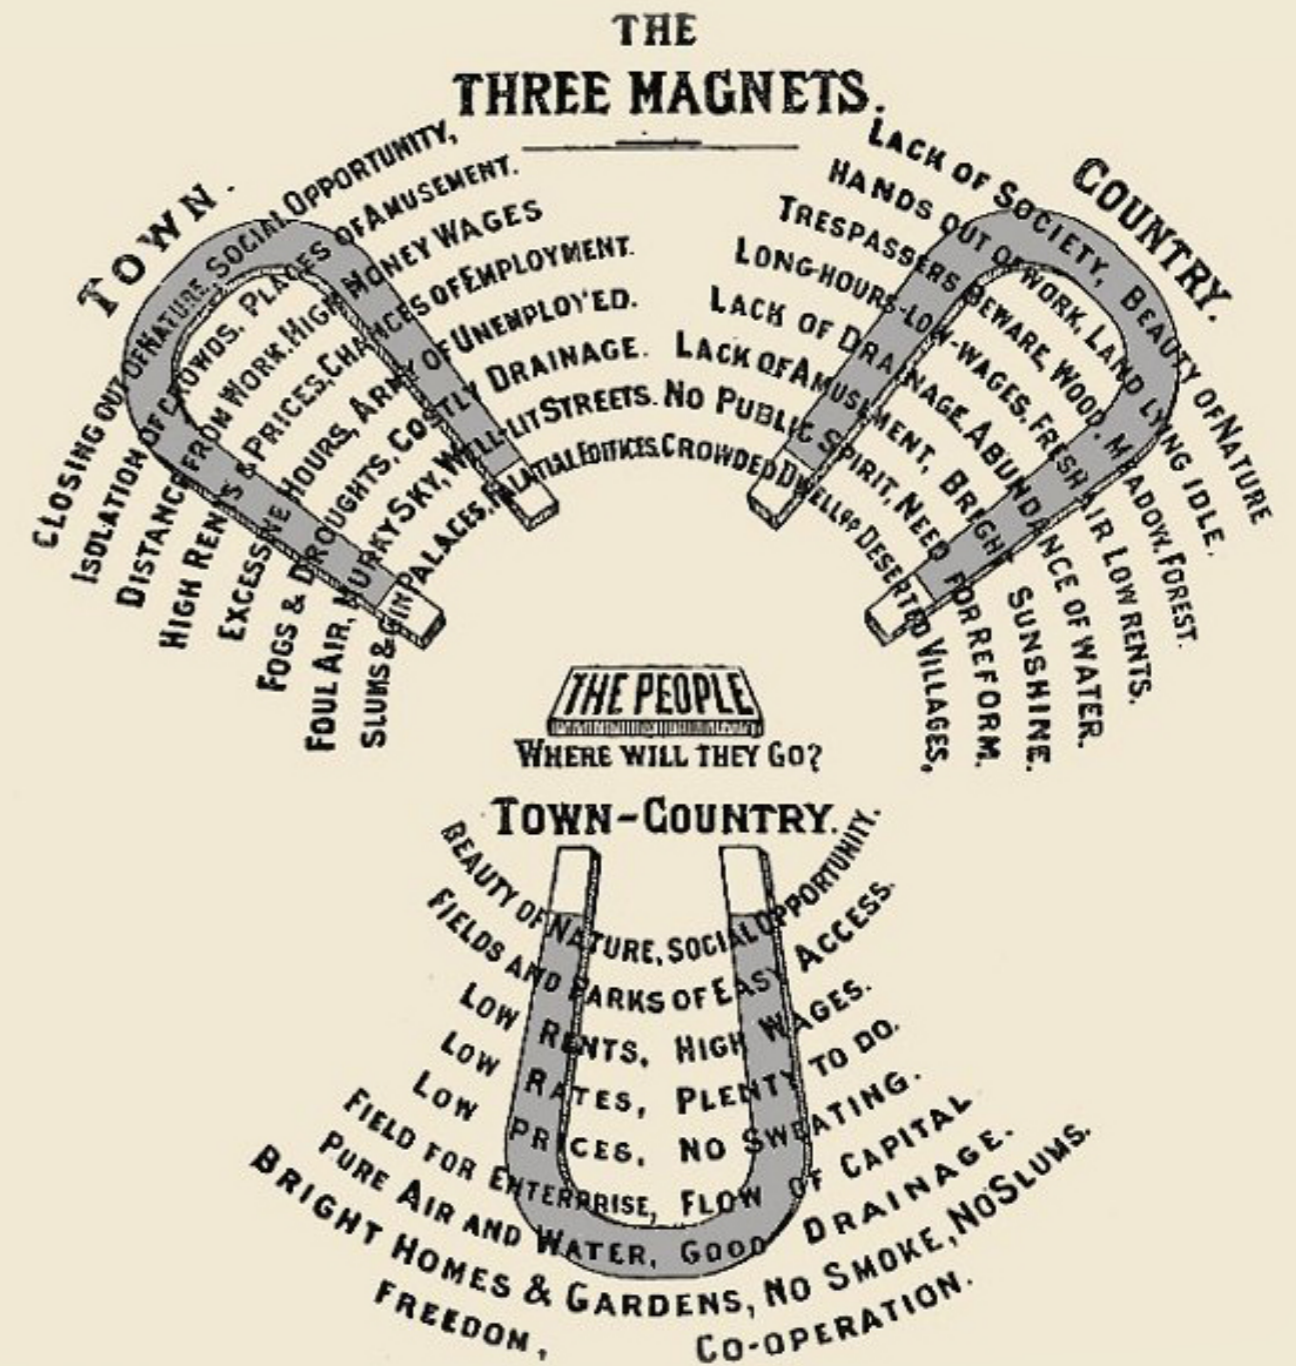 THE
THREE MAGNETS.
TOWN.
CLOSING OUT OF NATURE. SOCIAL OPPORTUNITY,
ISOLATION OF CROWDS. PLACES OF AMUSEMENT.
DISTANCE FROM WORK. HIGH MONEY WAGES
HIGH RENTS & PRICES, CHANCES OF EMPLOYMENT.
EXCESSIVE HOURS, ARMY OF UNEMPLOYED.
FOGS & DROUGHTS. COSTLY DRAINAGE.
FOUL AIR, MURKY SKY, WELL-LIT STREETS.
SLUMS & GIN PALACES. PALATIAL EDIFICES.
COUNTRY.
LACK OF SOCIETY, BEAUTY OF NATURE
HANDS OUT OF WORK, LAND LYING IDLE.
TRESPASSERS BEWARE, WOOD, MEADOW, FOREST.
LONG-HOURS-LOW-WAGES, FRESH AIR LOW RENTS.
LACK OF DRAINAGE, ABUNDANCE OF WATER.
LACK OF AMUSEMENT, BRIGHT SUNSHINE.
NO PUBLIC SPIRIT, NEED FOR REFORM.
CROWDED DWELLGS DESERTED VILLAGES,
THE PEOPLE
WHERE WILL THEY GO?
TOWN-COUNTRY.
BEAUTY OF NATURE, SOCIAL OPPORTUNITY.
FIELDS AND PARKS OF EASY ACCESS.
LOW RENTS, HIGH WAGES.
LOW RATES, PLENTY TO DO.
LOW PRICES, NO SWEATING.
FIELD FOR ENTERPRISE, FLOW OF CAPITAL
PURE AIR AND WATER, GOOD DRAINAGE.
BRIGHT HOMES & GARDENS, NO SMOKE, NO SLUMS.
FREEDOM, CO-OPERATION.